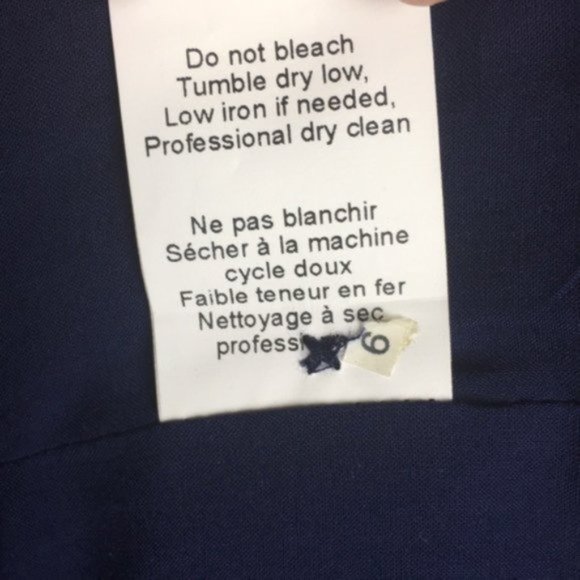 Do not bleach
Tumble dry low,
Low iron if needed,
Professional dry clean
Ne pas blanchir
Sécher à la machine
cycle doux
Faible teneur en fer
Nettoyage à sec